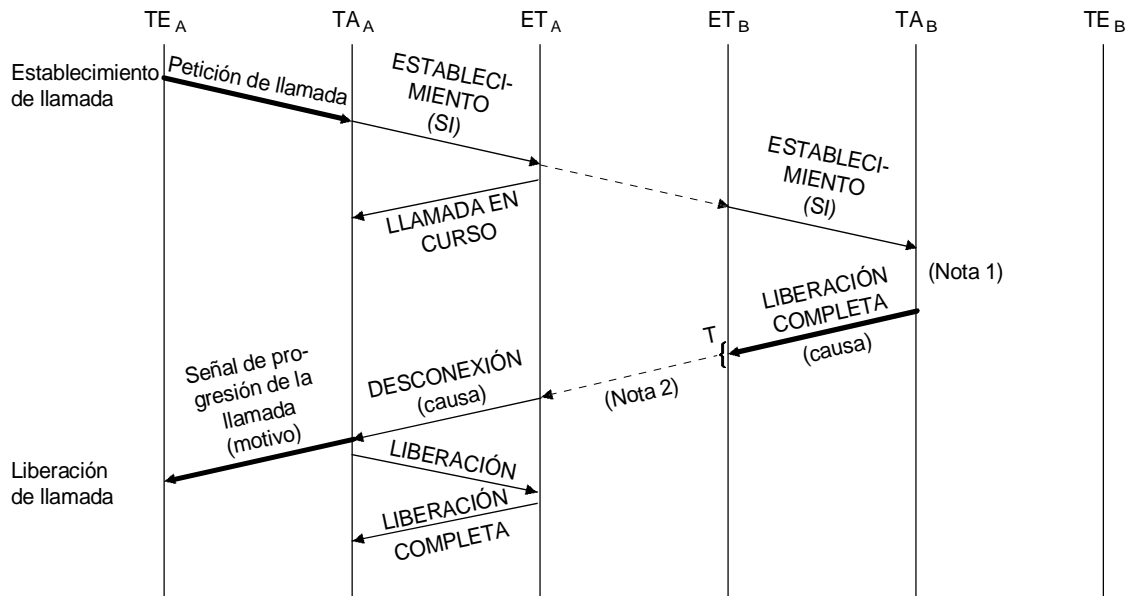 TE A
TA A
ET A
ET B
TA B
TE B
Establecimiento
de llamada
Petición de llamada
ESTABLECI-
MIENTO
(SI)
LLAMADA EN
CURSO
ESTABLECI-
MIENTO
(SI)
(Nota 1)
LIBERACIÓN
COMPLETA
(causa)
T
{
(Nota 2)
DESCONEXIÓN
(causa)
Señal de pro-
gresión de la
llamada
(motivo)
Liberación
de llamada
LIBERACIÓN
LIBERACIÓN
COMPLETA